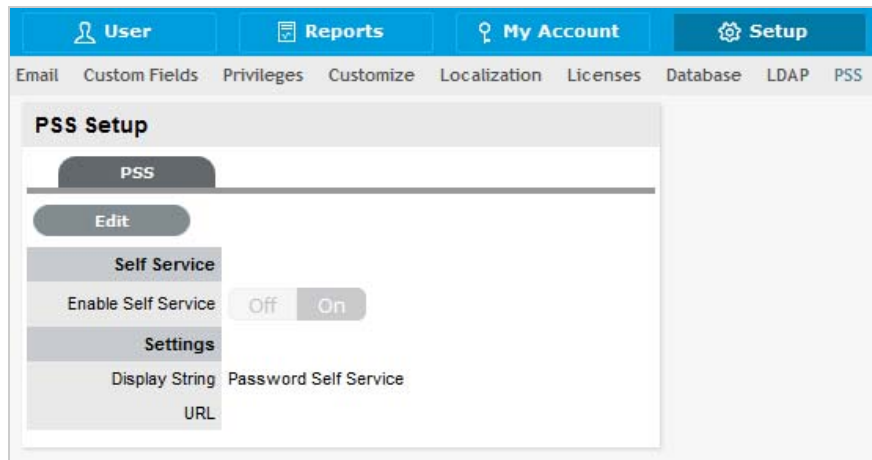 User Reports My Account Setup
Email Custom Fields Privileges Customize Localization Licenses Database LDAP PSS
PSS Setup
PSS
Edit
Self Service
Enable Self Service Off On
Settings
Display String Password Self Service
URL